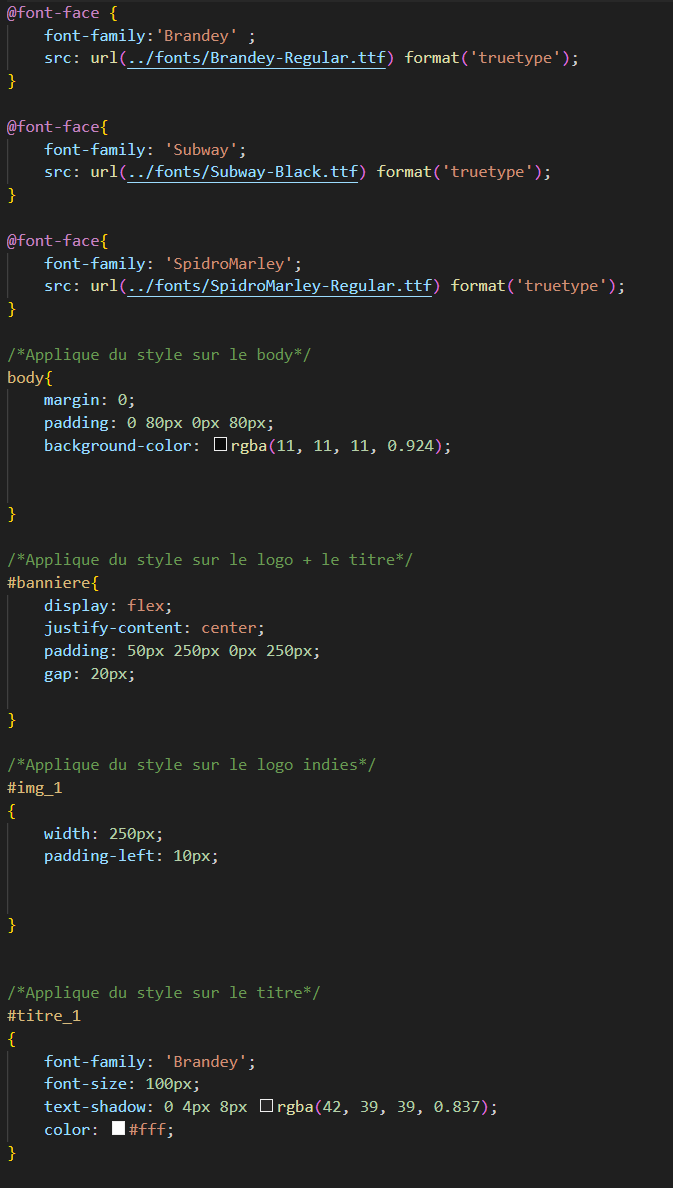 @font-face {
font-family:'Brandey' ;
src: url(../fonts/Brandey-Regular.ttf) format('truetype');
}
@font-face{
font-family: 'Subway';
src: url(../fonts/Subway-Black.ttf) format('truetype');
}
@font-face{
font-family: 'SpidroMarley';
src: url(../fonts/SpidroMarley-Regular.ttf) format('truetype');
}
/*Applique du style sur le body*/
body{
margin: 0;
padding: 0 80px 0px 80px;
background-color: rgba(11, 11, 11, 0.924);
}
/*Applique du style sur le logo + le titre*/
#banniere{
display: flex;
justify-content: center;
padding: 50px 250px 0px 250px;
gap: 20px;
}
/*Applique du style sur le logo indies*/
#img_1
{
width: 250px;
padding-left: 10px;
}
/*Applique du style sur le titre*/
#titre_1
{
font-family: 'Brandey';
font-size: 100px;
text-shadow: 0 4px 8px rgba(42, 39, 39, 0.837);
color: #fff;
}